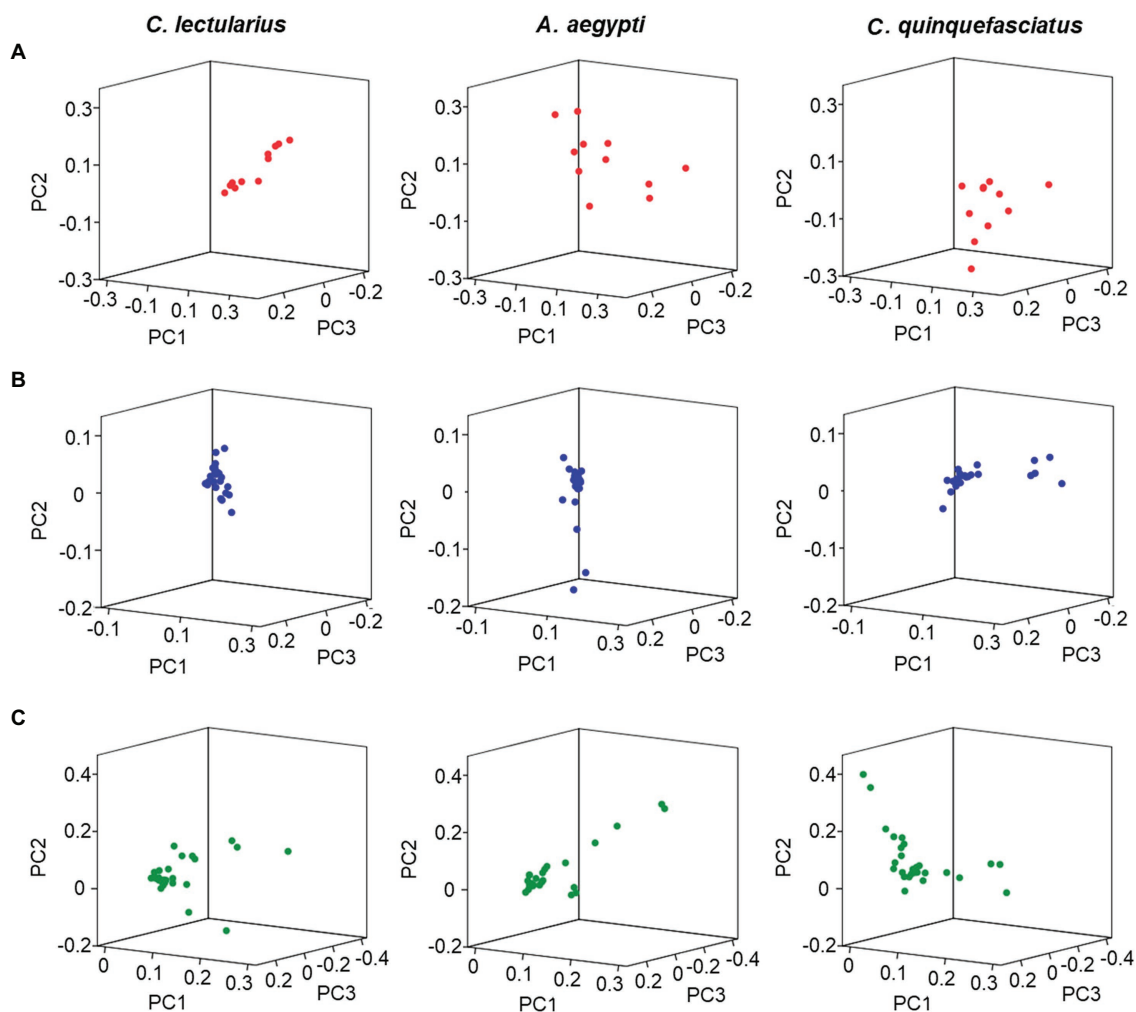 C. lectularius A. aegypti C. quinquefasciatus
A
0.3 0.3 0.3
0.1 0.1 0.1
PC2 PC2 PC2
-0.1 -0.1 -0.1
-0.3 -0.3 -0.3
-0.3 -0.1 0.1 0.3 0.2 0 -0.2 -0.3 -0.1 0.1 0.3 0.2 0 -0.2 -0.3 -0.1 0.1 0.3 0.2 0 -0.2
PC1 PC3 PC1 PC3 PC1 PC3
B
0.1 0.1 0.1
0 0 0
PC2 PC2 PC2
-0.1 -0.1 -0.1
-0.2 -0.2 -0.2
-0.1 0.1 0.3 0.2 0 -0.2 -0.1 0.1 0.3 0.2 0 -0.2 -0.1 0.1 0.3 0.2 0 -0.2
PC1 PC3 PC1 PC3 PC1 PC3
C
0.4 0.4 0.4
0.2 0.2 0.2
PC2 PC2 PC2
0 0 0
-0.2 -0.2 -0.2
0 0.1 0.2 0.3 0.2 0 -0.2 -0.4 0 0.1 0.2 0.3 0.2 0 -0.2 -0.4 0 0.1 0.2 0.3 0.2 0 -0.2 -0.4
PC1 PC3 PC1 PC3 PC1 PC3